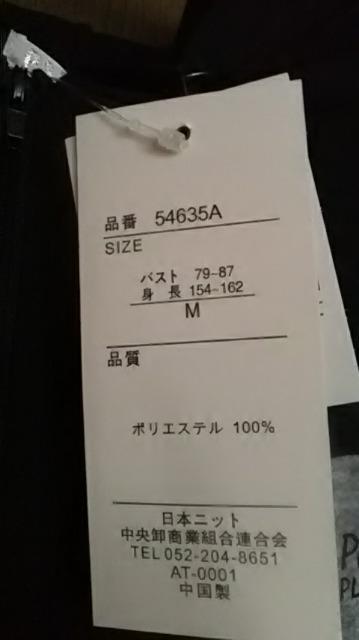 品番 54635A
SIZE
バスト 79-87
身長 154-162
M
品質
ポリエステル 100%
日本ニット
中央卸商業組合連合会
TEL 052-204-8651
AT-0001
中国製